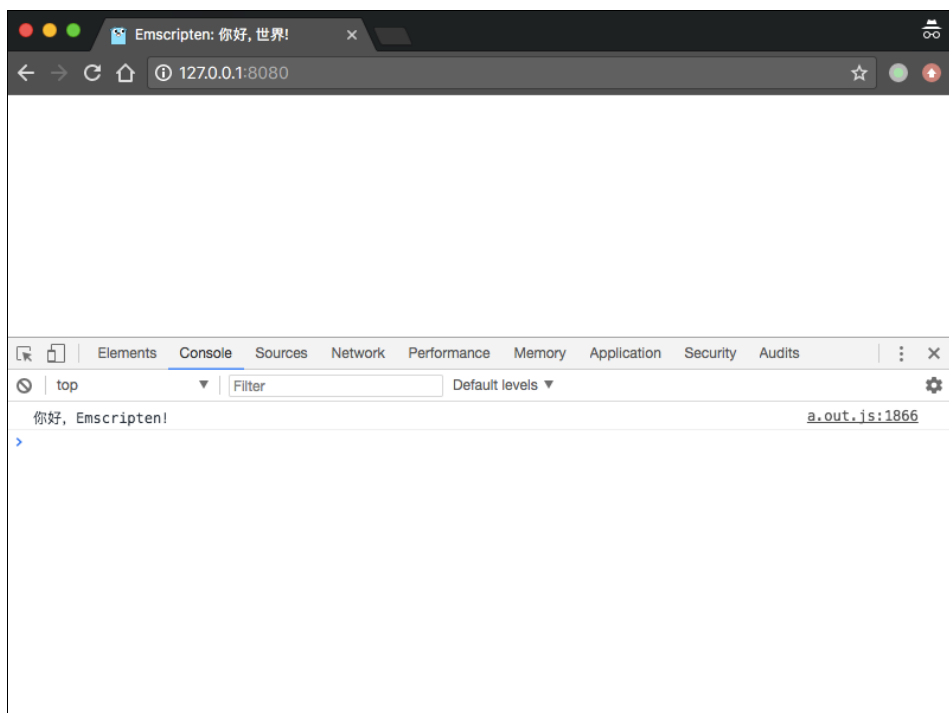 Emscripten: 你好, 世界!
127.0.0.1:8080
Elements Console Sources Network Performance Memory Application Security Audits
top Filter Default levels
你好, Emscripten! a.out.js:1866